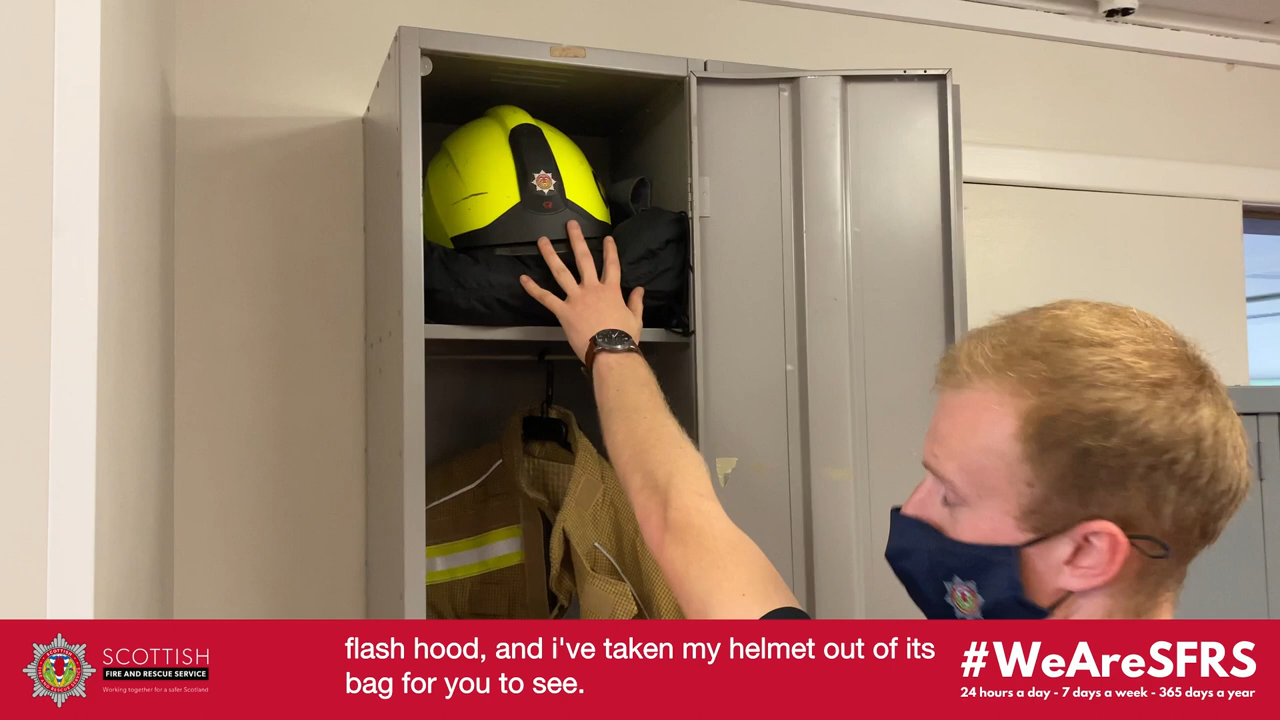 flash hood, and i've taken my helmet out of its
bag for you to see.
SCOTTISH
FIRE AND RESCUE SERVICE
Working together for a safer Scotland
#WeAreSFRS
24 hours a day - 7 days a week - 365 days a year